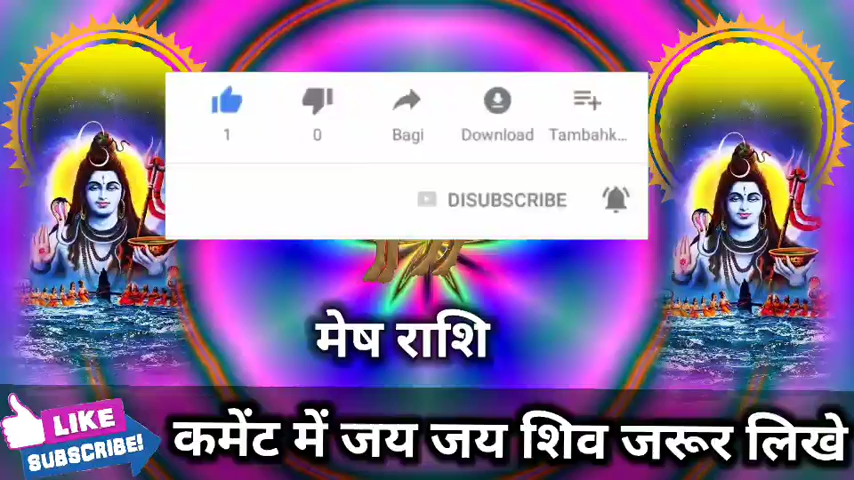 1 0 Bagi Download Tambahk...
DISUBSCRIBE
मेष राशि
LIKE
SUBSCRIBE!
कमेंट में जय जय शिव जरूर लिखे